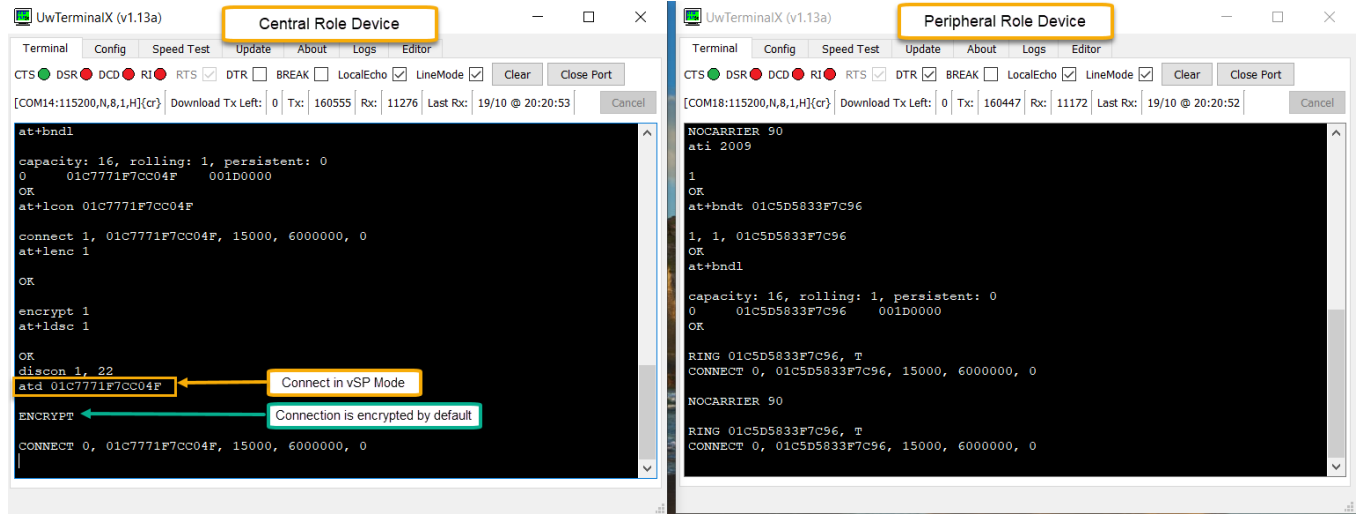 UwTerminalX (v1.13a)
Central Role Device
Terminal Config Speed Test Update About Logs Editor
CTS DSR DCD RI RTS DTR BREAK LocalEcho LineMode Clear Close Port
[COM14:115200,N,8,1,H]{cr} Download Tx Left: 0 Tx: 160555 Rx: 11276 Last Rx: 19/10 @ 20:20:53 Cancel
at+bndl
capacity: 16, rolling: 1, persistent: 0
0 01C7771F7CC04F 001D0000
OK
at+lcon 01C7771F7CC04F
connect 1, 01C7771F7CC04F, 15000, 6000000, 0
at+lenc 1
OK
encrypt 1
at+ldsc 1
OK
discon 1, 22
atd 01C7771F7CC04F
Connect in vSP Mode
ENCRYPT
Connection is encrypted by default
CONNECT 0, 01C7771F7CC04F, 15000, 6000000, 0
UwTerminalX (v1.13a)
Peripheral Role Device
Terminal Config Speed Test Update About Logs Editor
CTS DSR DCD RI RTS DTR BREAK LocalEcho LineMode Clear Close Port
[COM18:115200,N,8,1,H]{cr} Download Tx Left: 0 Tx: 160447 Rx: 11172 Last Rx: 19/10 @ 20:20:52 Cancel
NOCARRIER 90
ati 2009
1
OK
at+bndt 01C5D5833F7C96
1, 1, 01C5D5833F7C96
OK
at+bndl
capacity: 16, rolling: 1, persistent: 0
0 01C5D5833F7C96 001D0000
OK
RING 01C5D5833F7C96, T
CONNECT 0, 01C5D5833F7C96, 15000, 6000000, 0
NOCARRIER 90
RING 01C5D5833F7C96, T
CONNECT 0, 01C5D5833F7C96, 15000, 6000000, 0